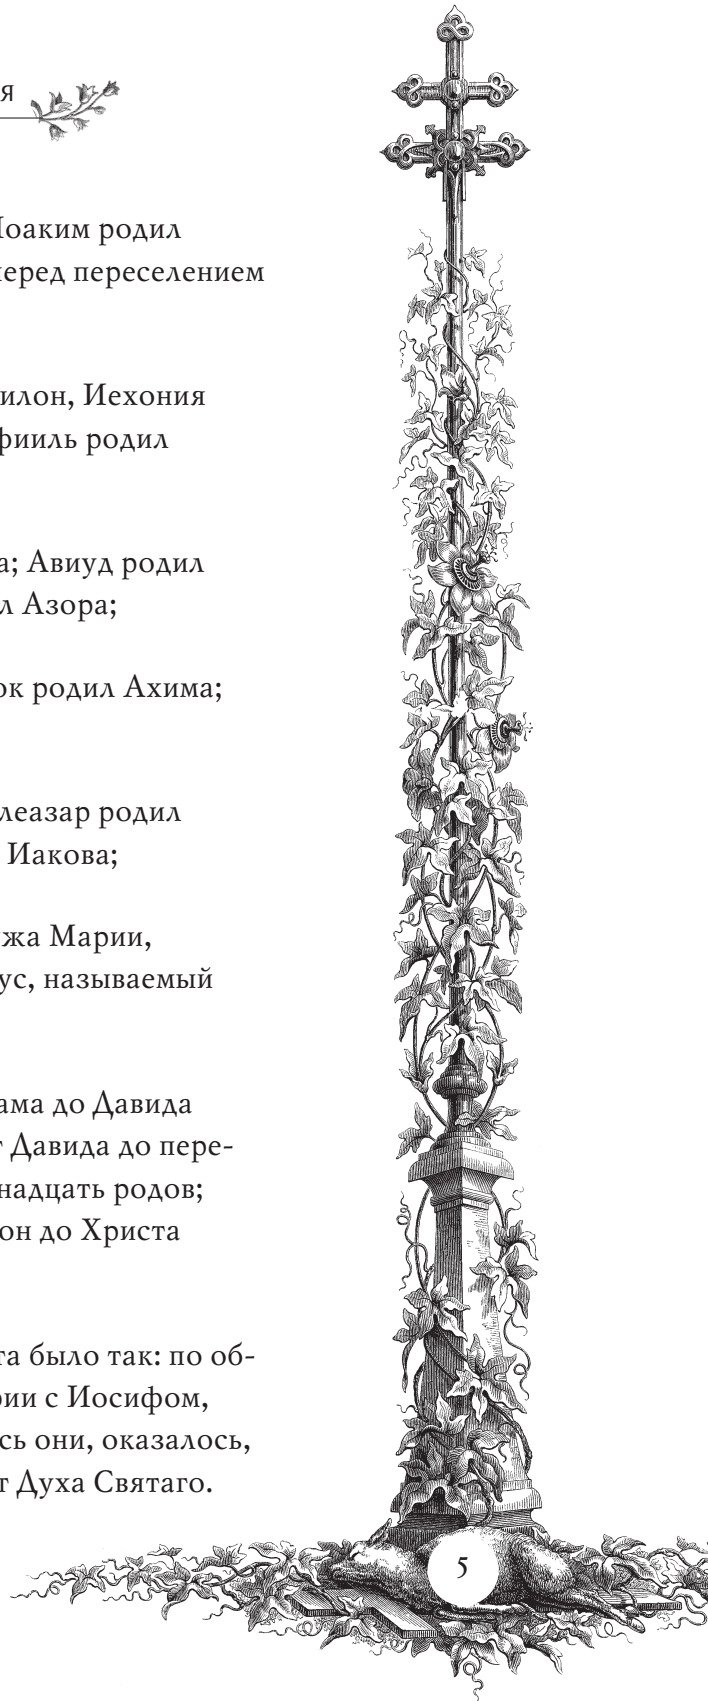 я
Иоаким родил
перед переселением
илон, Иехония
фииль родил
а; Авиуд родил
л Азора;
ок родил Ахима;
леазар родил
Иакова;
жа Марии,
ус, называемый
ама до Давида
т Давида до пере-
надцать родов;
он до Христа
та было так: по об-
рии с Иосифом,
сь они, оказалось,
т Духа Святаго.
5